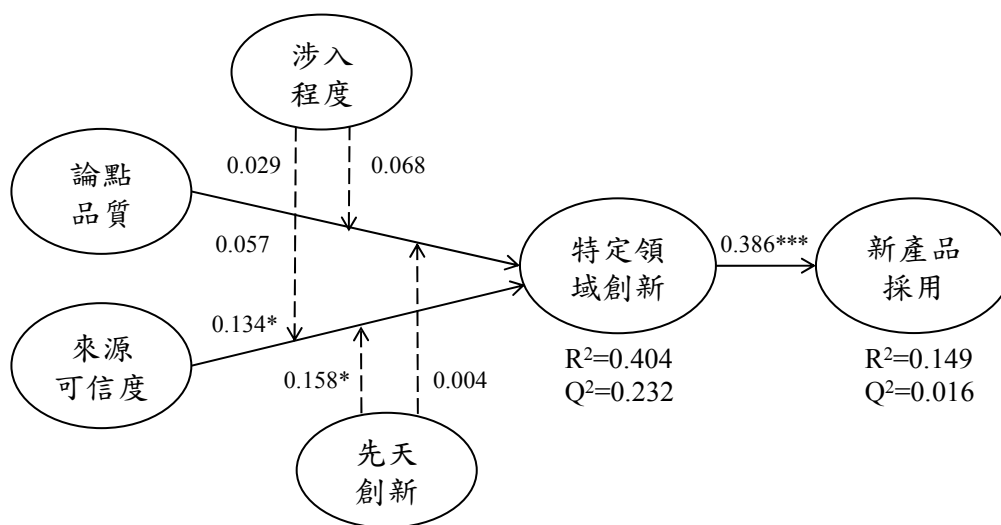 涉入
程度
0.029
0.068
論點
品質
0.057
特定領
域創新
0.386***
新產品
採用
來源
可信度
0.134*
0.158*
0.004
R²=0.404
Q²=0.232
R²=0.149
Q²=0.016
先天
創新